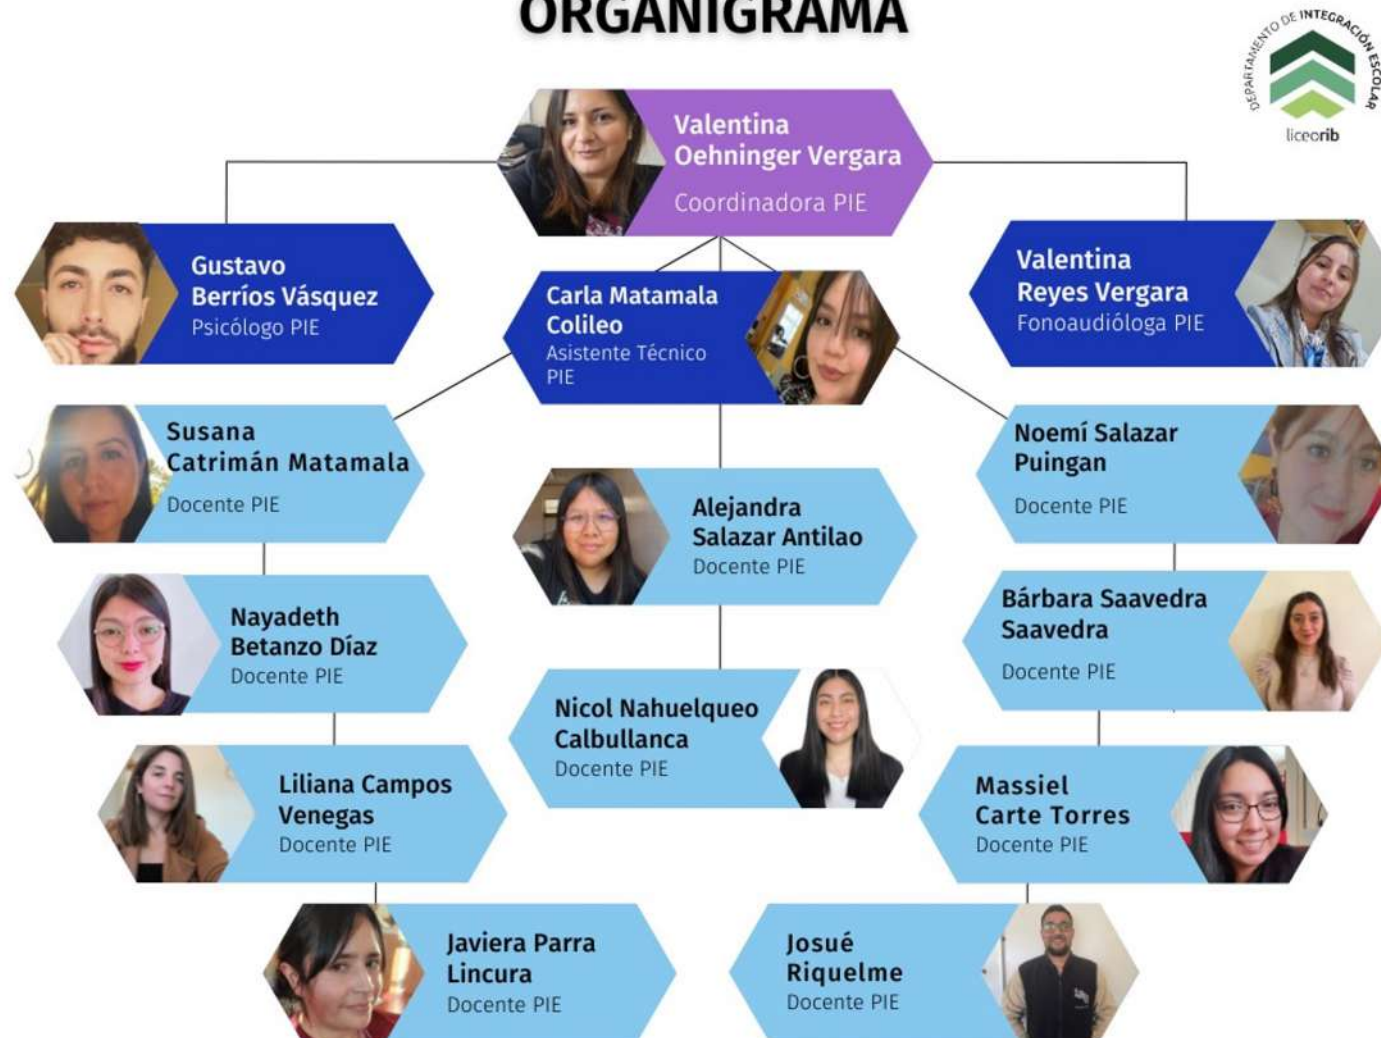 ORGANIGRAMA
DEPARTAMENTO DE INTEGRACIÓN ESCOLAR
liceorib
Valentina
Oehninger Vergara
Coordinadora PIE
Gustavo
Berríos Vásquez
Psicólogo PIE
Carla Matamala
Colileo
Asistente Técnico
PIE
Valentina
Reyes Vergara
Fonoaudióloga PIE
Susana
Catrimán Matamala
Docente PIE
Alejandra
Salazar Antilao
Docente PIE
Noemí Salazar
Puingan
Docente PIE
Nayadeth
Betanzo Díaz
Docente PIE
Bárbara Saavedra
Saavedra
Docente PIE
Nicol Nahuelqueo
Calbullanca
Docente PIE
Liliana Campos
Venegas
Docente PIE
Massiel
Carte Torres
Docente PIE
Javiera Parra
Lincura
Docente PIE
Josué
Riquelme
Docente PIE